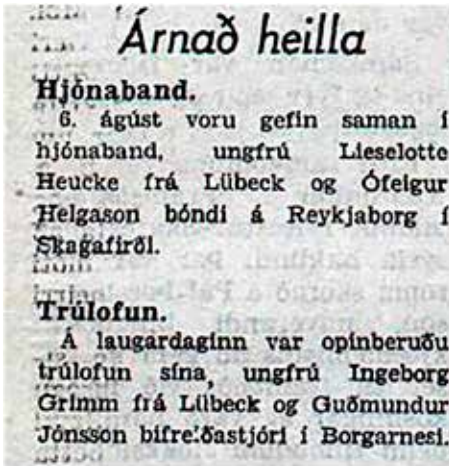 Árnað heilla
Hjónaband.
6. ágúst voru gefin saman í
hjónaband, ungfrú Lieselotte
Heucke frá Lübeck og Ófeigur
Helgason bóndi á Reykjaborg í
Skagafirði.
Trúlofun.
Á laugardaginn var opinberuðu
trúlofun sína, ungfrú Ingeborg
Grimm frá Lübeck og Guðmundur
Jónsson bifreiðastjóri í Borgarnesi.